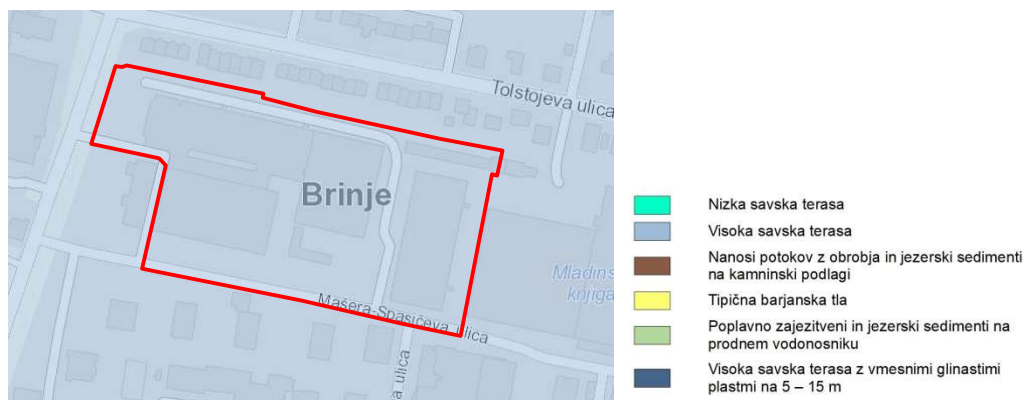 Tolstojeva ulica
Brinje
Mladins
knjiga
Mašera-Spasićeva ulica
a ulica
Nizka savska terasa
Visoka savska terasa
Nanosi potokov z obrobja in jezerski sedimenti
na kamninski podlagi
Tipična barjanska tla
Poplavno zajezitveni in jezerski sedimenti na
prodnem vodonosniku
Visoka savska terasa z vmesnimi glinastimi
plastmi na 5 – 15 m